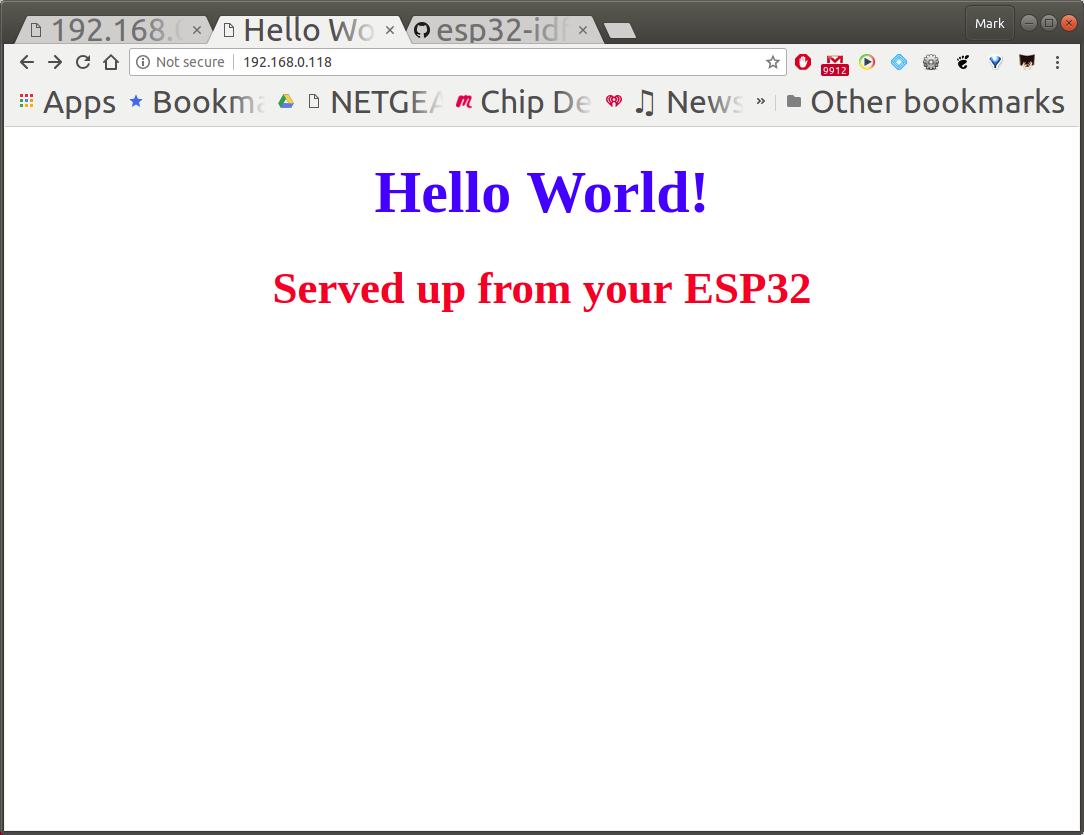 192.168.0 Hello Wo esp32-idf Mark
Not secure 192.168.0.118 9912
Apps Bookma NETGEA Chip De News » Other bookmarks
Hello World!
Served up from your ESP32